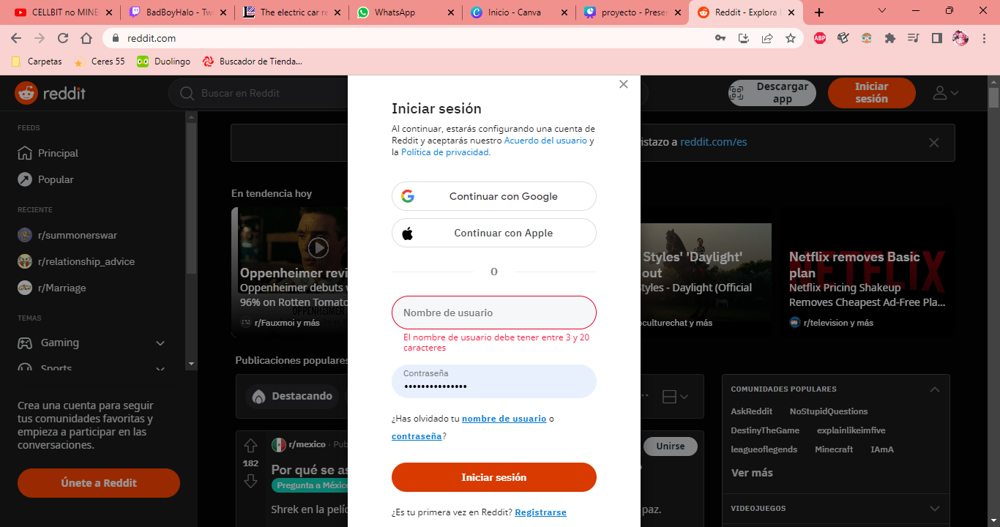 CELLBIT no MINE
BadBoyHalo - Tw
The electric car re
WhatsApp
Inicio - Canva
proyecto - Presen
Reddit - Explora
reddit.com
ABP
Carpetas
Ceres 55
Duolingo
Buscador de Tienda...
reddit
Buscar en Reddit
Descargar
app
Iniciar
sesión
FEEDS
Principal
Popular
RECIENTE
r/summonerswar
r/relationship_advice
r/Marriage
TEMAS
Gaming
Sports
Crea una cuenta para seguir
tus comunidades favoritas y
empieza a participar en las
conversaciones.
Únete a Reddit
istazo a reddit.com/es
En tendencia hoy
Oppenheimer revi
Oppenheimer debuts w
96% on Rotten Tomato
OPPENHEIMER
r/Fauxmoi y más
Styles' 'Daylight'
out
tyles - Daylight (Official
oculturechat y más
NETFLIX
Netflix removes Basic
plan
Netflix Pricing Shakeup
Removes Cheapest Ad-Free Pla...
r/television y más
Publicaciones populares
Destacando
r/mexico · Pub
Unirse
182
Por qué se as
Pregunta a México
Shrek en la pelíc
paz.
COMUNIDADES POPULARES
AskReddit
NoStupidQuestions
DestinyTheGame
explainlikeimfive
leagueoflegends
Minecraft
IAmA
Ver más
VIDEOJUEGOS
Iniciar sesión
Al continuar, estarás configurando una cuenta de
Reddit y aceptarás nuestro Acuerdo del usuario y
la Política de privacidad.
Continuar con Google
Continuar con Apple
O
Nombre de usuario
El nombre de usuario debe tener entre 3 y 20
caracteres
Contraseña
•••••••••••••••
¿Has olvidado tu nombre de usuario o
contraseña?
Iniciar sesión
¿Es tu primera vez en Reddit? Registrarse